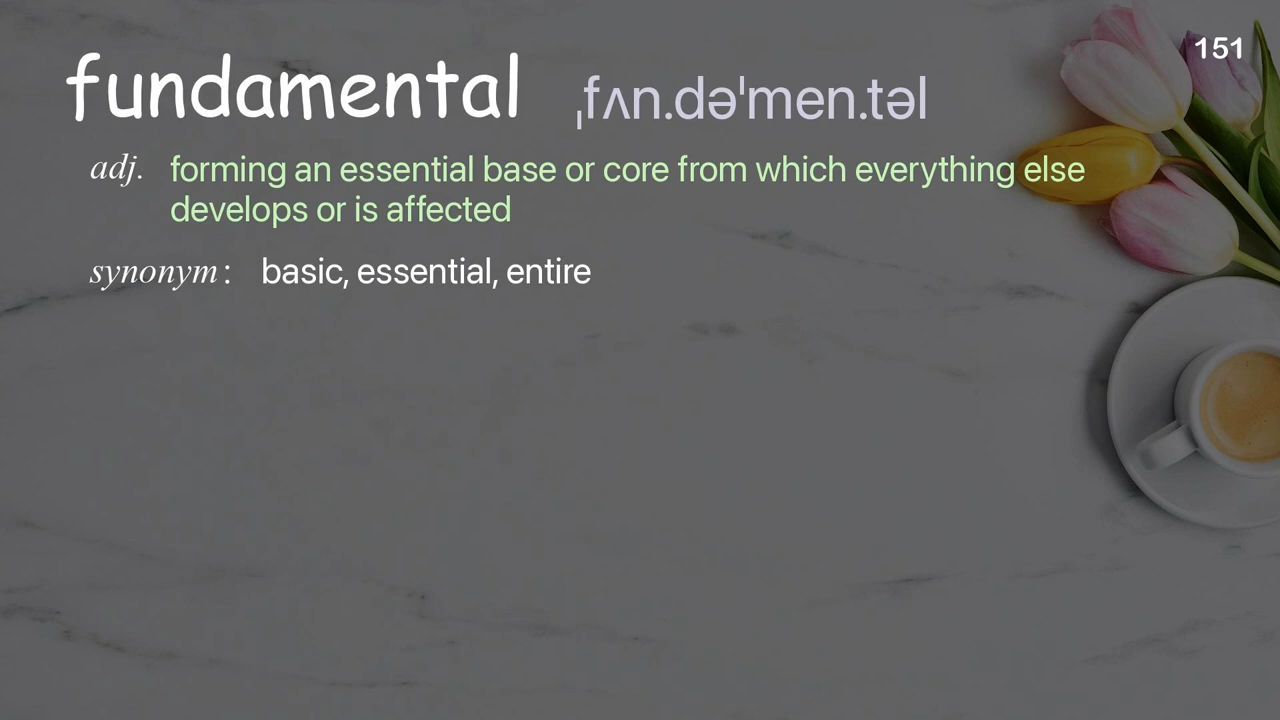 151
fundamental ˌfʌn.dəˈmen.təl
adj. forming an essential base or core from which everything else
develops or is affected
synonym: basic, essential, entire